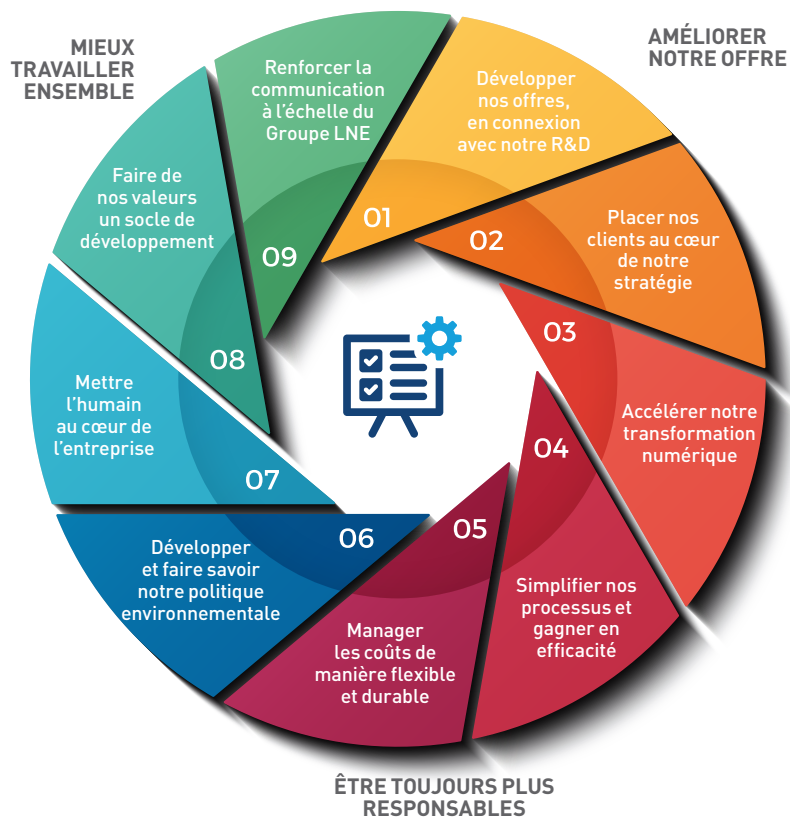 MIEUX
TRAVAILLER
ENSEMBLE
AMÉLIORER
NOTRE OFFRE
Développer
nos offres,
en connexion
avec notre R&D
01
Placer nos
clients au cœur
de notre
stratégie
02
Accélérer notre
transformation
numérique
03
Simplifier nos
processus et
gagner en
efficacité
04
Manager
les coûts de
manière flexible
et durable
05
Développer
et faire savoir
notre politique
environnementale
06
Mettre
l'humain
au cœur de
l'entreprise
07
Faire de
nos valeurs
un socle de
développement
08
Renforcer la
communication
à l'échelle du
Groupe LNE
09
ÊTRE TOUJOURS PLUS
RESPONSABLES